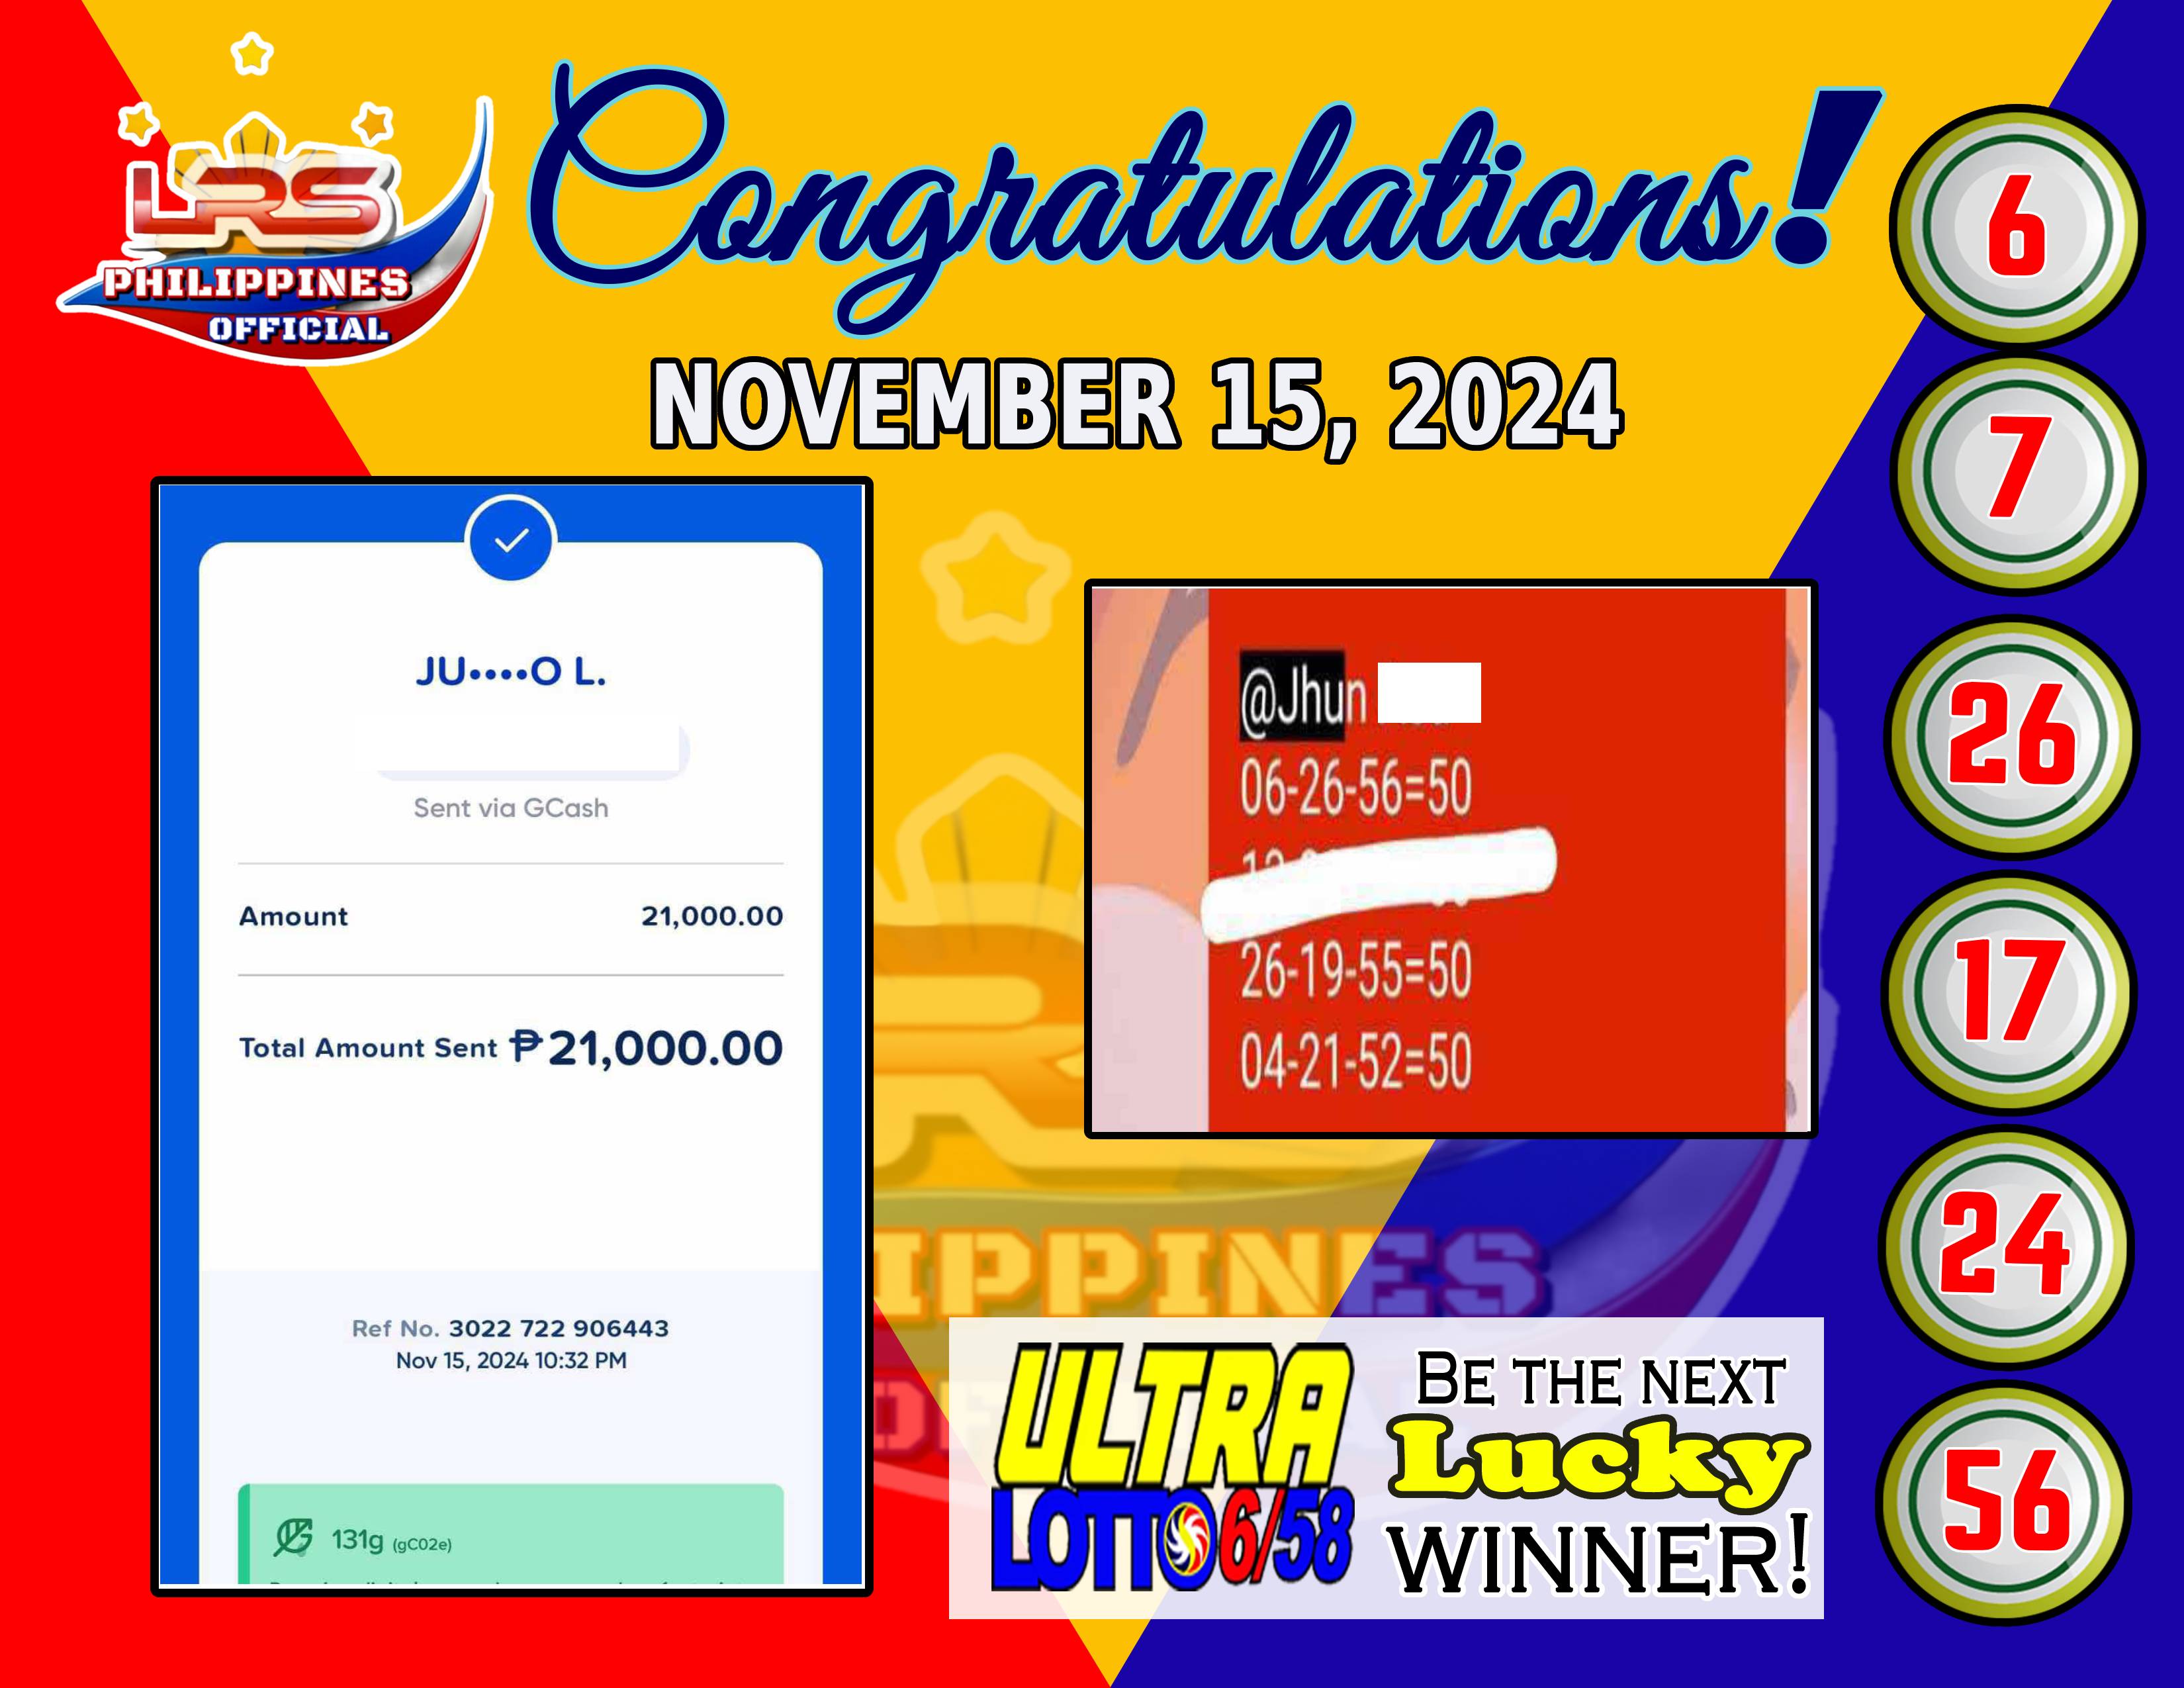 LRS
PHILIPPINES
OFFICIAL
Congratulations!
NOVEMBER 15, 2024
JU••••O L.
Sent via GCash
Amount 21,000.00
Total Amount Sent ₱21,000.00
Ref No. 3022 722 906443
Nov 15, 2024 10:32 PM
131g (gC02e)
@Jhun
06-26-56=50
26-19-55=50
04-21-52=50
ULTRA
LOTTO 6/58
BE THE NEXT
Lucky
WINNER!
6
7
26
17
24
56